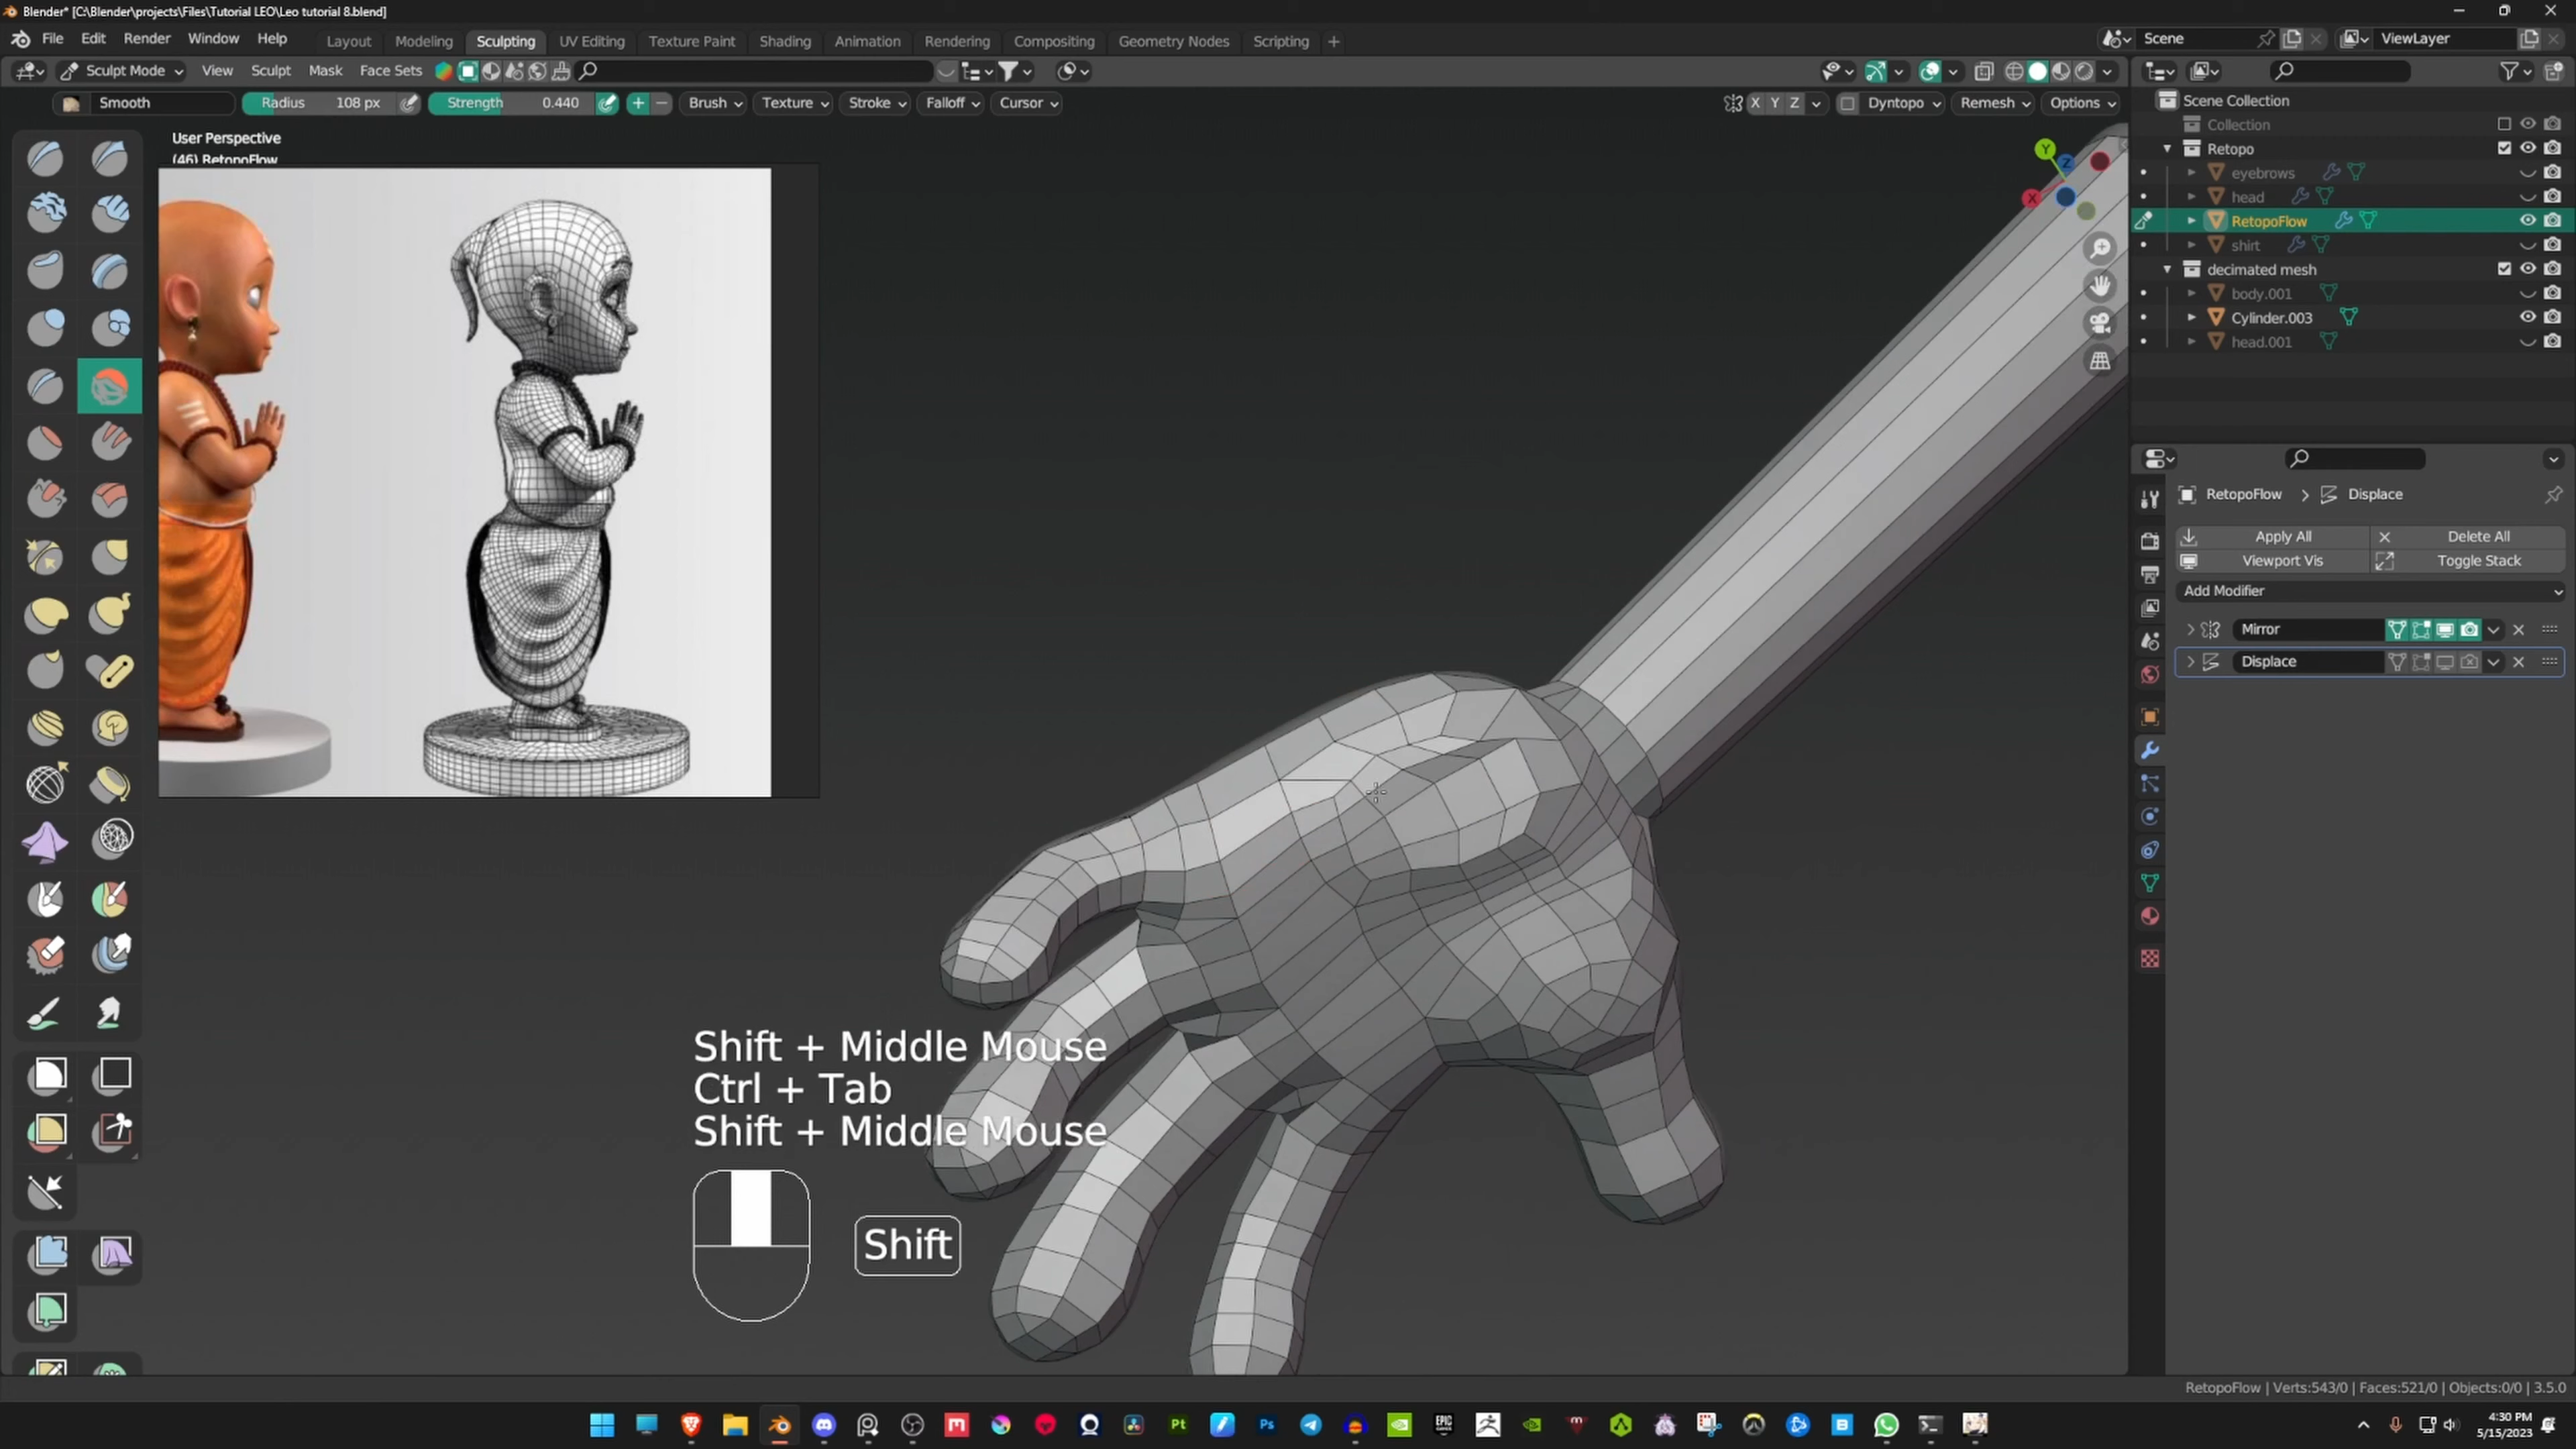 Blender* [C:\Blender\projects\Files\Tutorial LEO\Leo tutorial 8.blend]
File Edit Render Window Help Layout Modeling Sculpting UV Editing Texture Paint Shading Animation Rendering Compositing Geometry Nodes Scripting + Scene ViewLayer
Sculpt Mode View Sculpt Mask Face Sets
Smooth Radius 108 px Strength 0.440 Brush Texture Stroke Falloff Cursor X Y Z Dyntopo Remesh Options
User Perspective
(46) RetopoFlow
Y
Z
X
Scene Collection
Collection
Retopo
eyebrows
head
RetopoFlow
shirt
decimated mesh
body.001
Cylinder.003
head.001
RetopoFlow > Displace
Apply All Delete All
Viewport Vis Toggle Stack
Add Modifier
Mirror
Displace
Shift + Middle Mouse
Ctrl + Tab
Shift + Middle Mouse
Shift
RetopoFlow | Verts:543/0 | Faces:521/0 | Objects:0/0 | 3.5.0
Pt Ps EPIC GAMES B
4:30 PM
5/15/2023